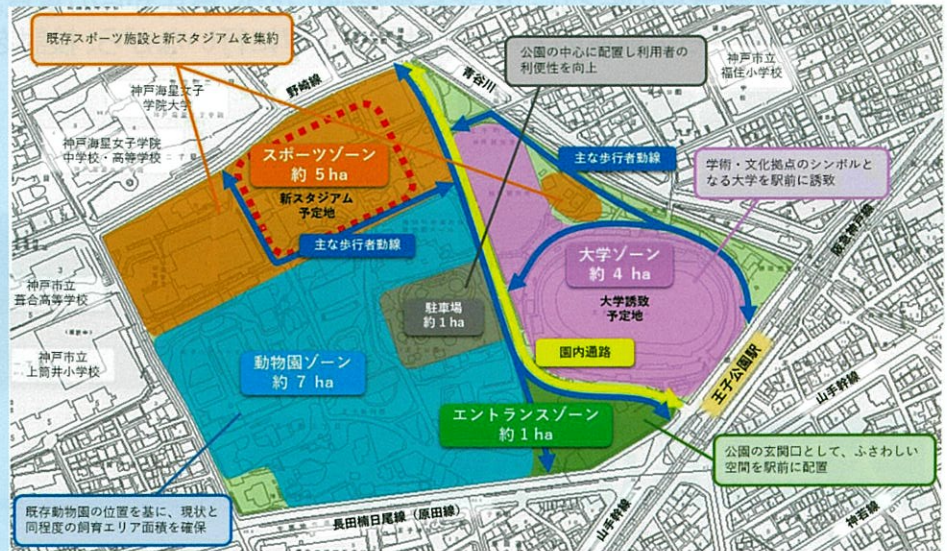 既存スポーツ施設と新スタジアムを集約
公園の中心に配置し利用者の
利便性を向上
神戸市立
福住小学校
青谷川
野崎線
神戸海星女子
学院大学
神戸海星女子学院
中学校・高等学校
スポーツゾーン
約 5 ha
新スタジアム
予定地
主な歩行者動線
主な歩行者動線
学術・文化拠点のシンボルと
なる大学を駅前に誘致
阪急神戸線
大学ゾーン
約 4 ha
大学誘致
予定地
神戸市立
葺合高等学校
駐車場
約 1 ha
神戸市立
上筒井小学校
動物園ゾーン
約 7 ha
園内通路
王子公園駅
山手幹線
エントランスゾーン
約 1 ha
公園の玄関口として、ふさわしい
空間を駅前に配置
既存動物園の位置を基に、現状と
同程度の飼育エリア面積を確保
長田楠日尾線（原田線）
山手幹線
神若線